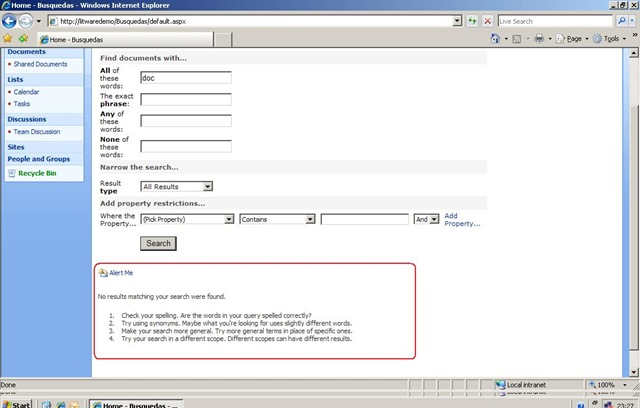 Home - Busquedas - Windows Internet Explorer
http://litwaredemo/Busquedas/default.aspx
Live Search
Home - Busquedas
Page
Tools
Documents
Shared Documents
Lists
Calendar
Tasks
Discussions
Team Discussion
Sites
People and Groups
Recycle Bin
Find documents with...
All of these words:
doc
The exact phrase:
Any of these words:
None of these words:
Narrow the search...
Result type
All Results
Add property restrictions...
Where the Property...
(Pick Property)
Contains
And
Add Property...
Search
Alert Me
No results matching your search were found.
1. Check your spelling. Are the words in your query spelled correctly?
2. Try using synonyms. Maybe what you're looking for uses slightly different words.
3. Make your search more general. Try more general terms in place of specific ones.
4. Try your search in a different scope. Different scopes can have different results.
Done
Local intranet
100%
Start
Home - Busquedas - ...
23:27